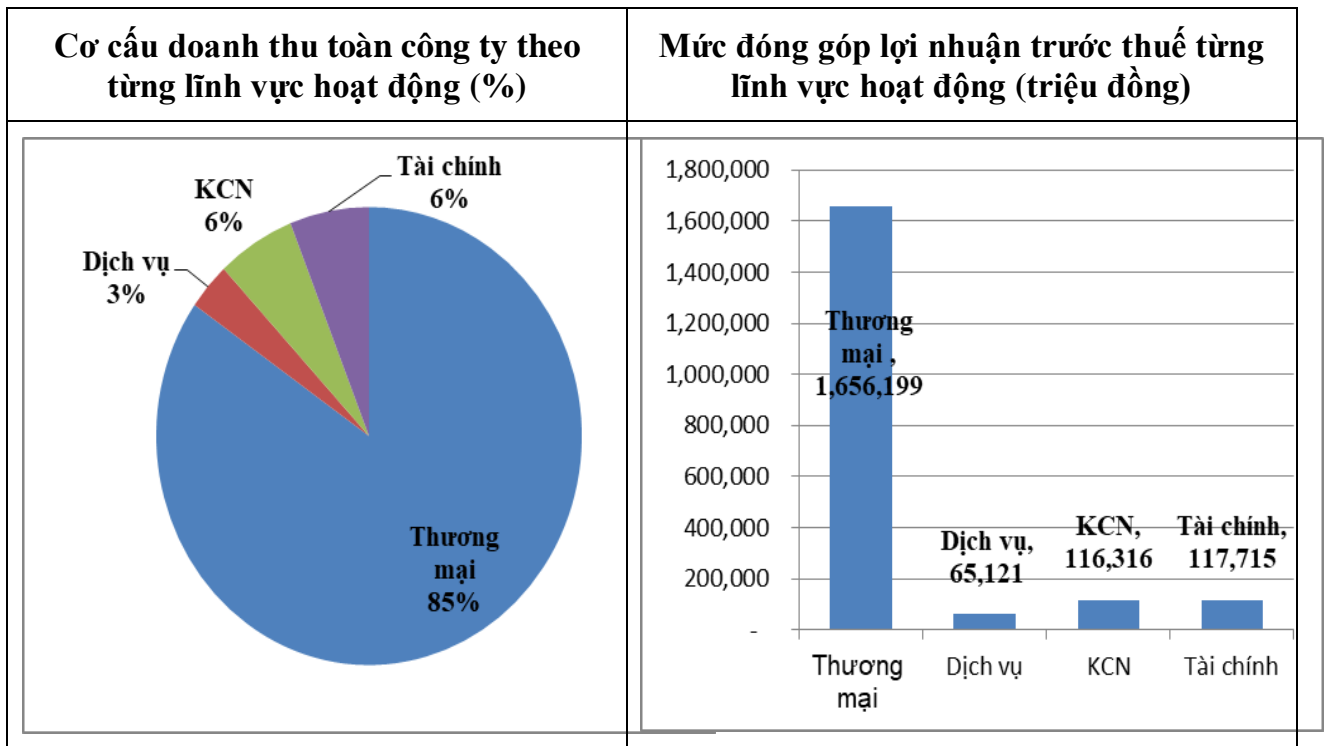 Cơ cấu doanh thu toàn công ty theo
từng lĩnh vực hoạt động (%)
Mức đóng góp lợi nhuận trước thuế từng
lĩnh vực hoạt động (triệu đồng)
Tài chính
6%
KCN
6%
Dịch vụ
3%
Thương
mại
85%
1,800,000
1,600,000
1,400,000
1,200,000
1,000,000
800,000
600,000
400,000
200,000
-
Thương
mại ,
1,656,199
Dịch vụ,
65,121
KCN,
116,316
Tài chính,
117,715
Thương
mại
Dịch vụ
KCN
Tài chính